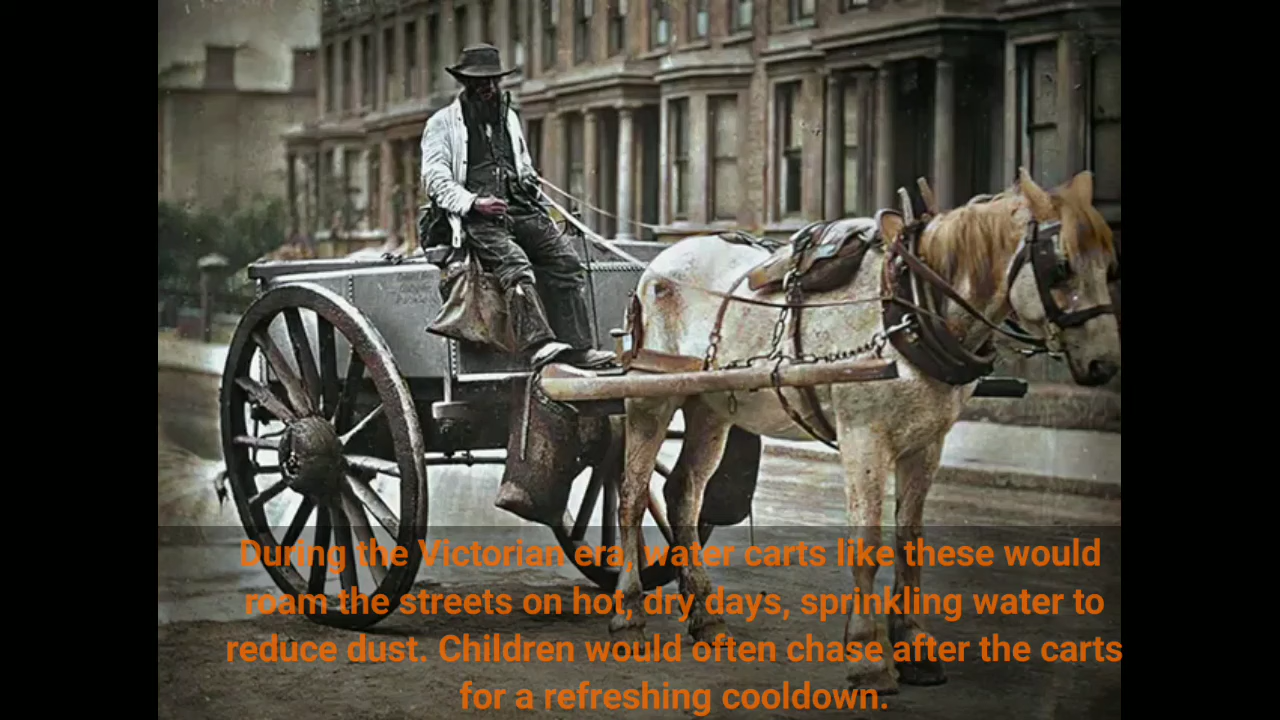 During the Victorian era, water carts like these would
roam the streets on hot, dry days, sprinkling water to
reduce dust. Children would often chase after the carts
for a refreshing cooldown.